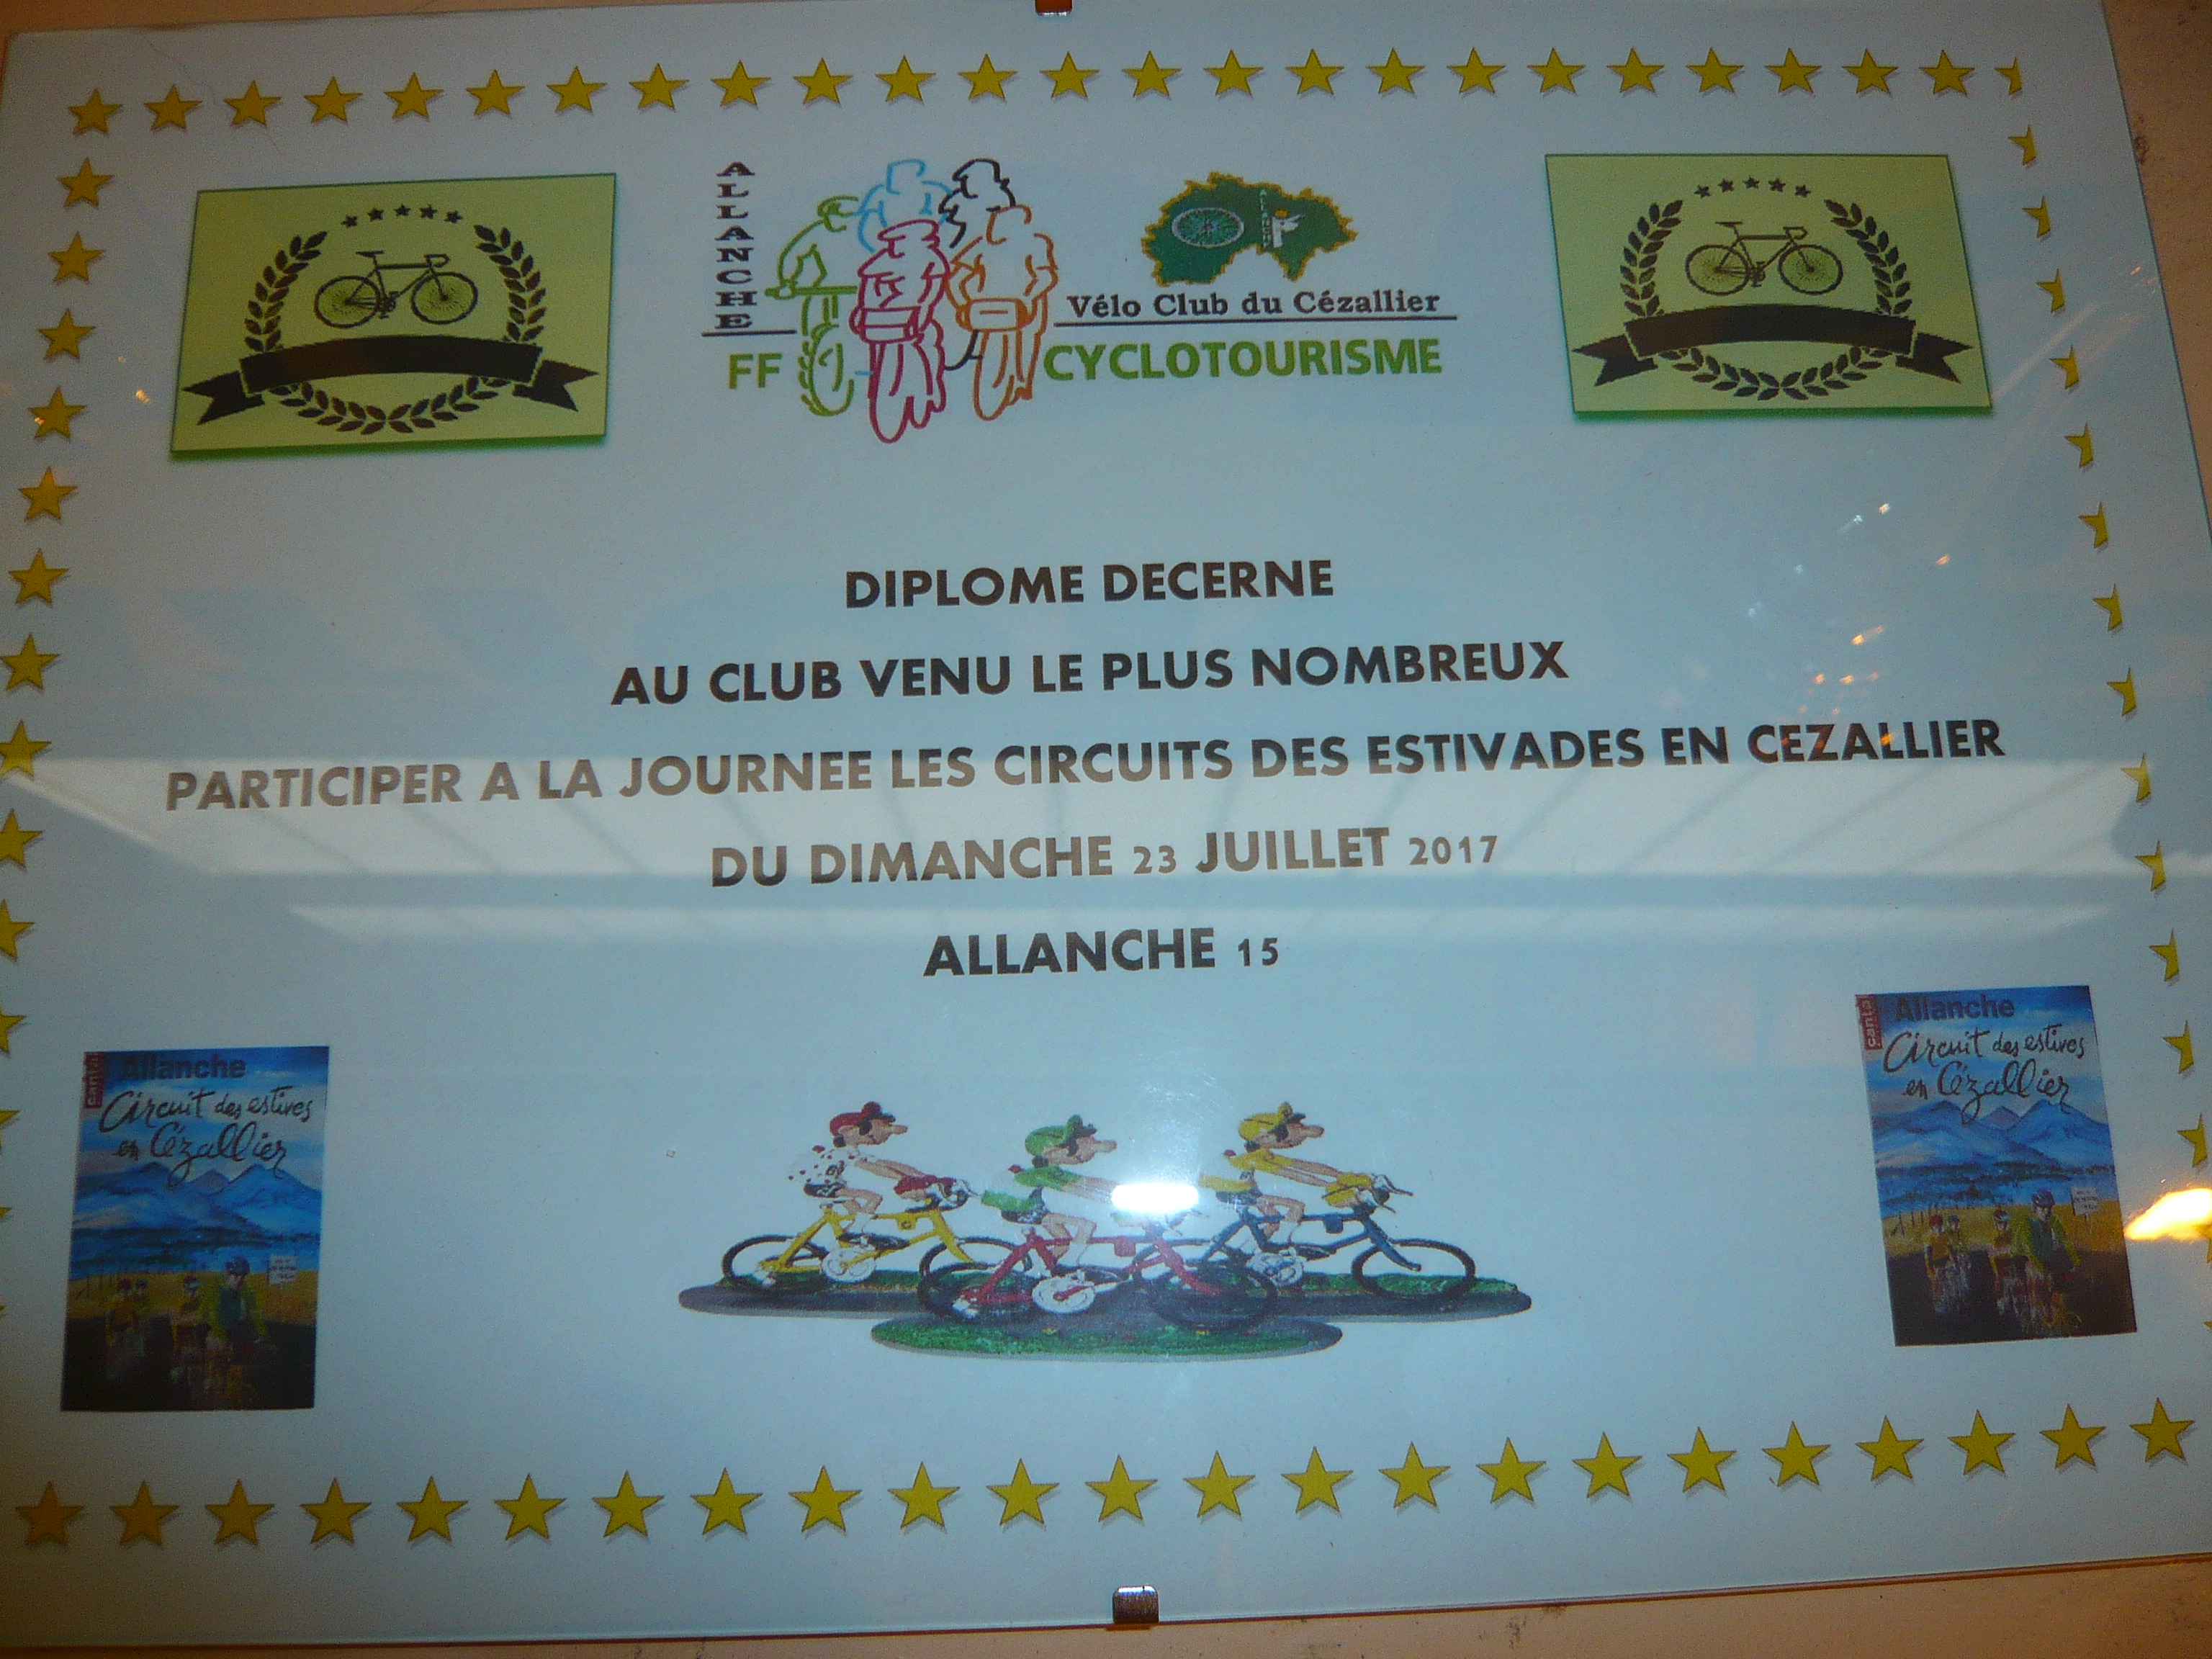 ALLANCHE
Vélo Club du Cézallier
FF CYCLOTOURISME
DIPLOME DECERNE
AU CLUB VENU LE PLUS NOMBREUX
PARTICIPER A LA JOURNEE LES CIRCUITS DES ESTIVADES EN CEZALLIER
DU DIMANCHE 23 JUILLET 2017
ALLANCHE 15
cantal
Allanche
Circuit des estives
en Cézallier
cantal
Allanche
Circuit des estives
en Cézallier